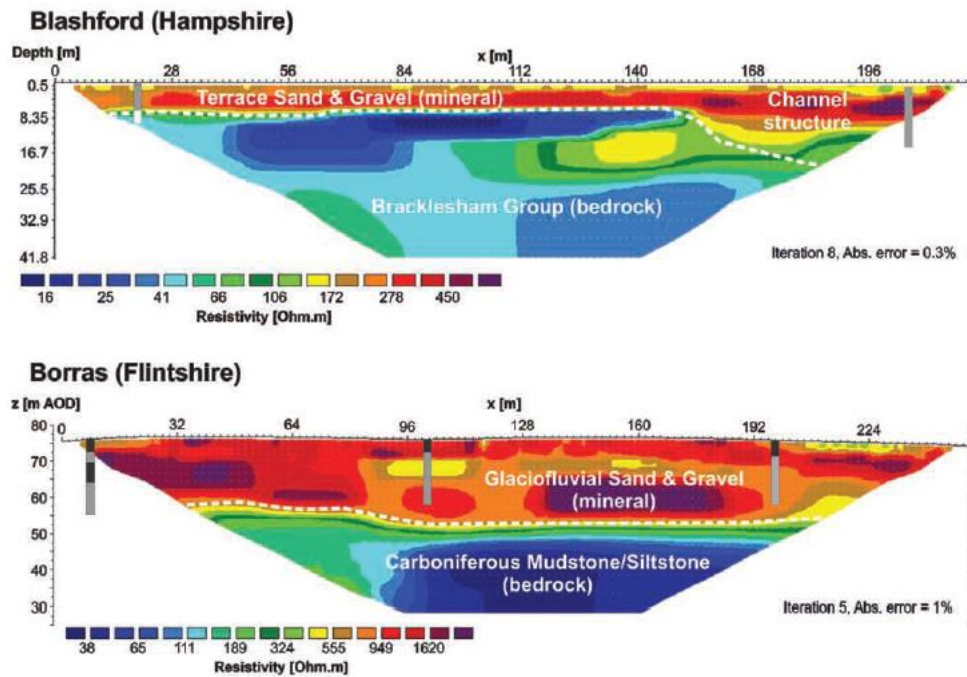 Blashford (Hampshire)
Depth [m]
x [m]
0 28 56 84 112 140 168 196
0.5
8.35
16.7
25.5
32.9
41.8
Terrace Sand & Gravel (mineral)
Channel
structure
Bracklesham Group (bedrock)
Iteration 8, Abs. error = 0.3%
16 25 41 66 106 172 278 450
Resistivity [Ohm.m]
Borras (Flintshire)
z [m AOD]
x [m]
0 32 64 96 128 160 192 224
80
70
60
50
40
30
Glaciofluvial Sand & Gravel
(mineral)
Carboniferous Mudstone/Siltstone
(bedrock)
Iteration 5, Abs. error = 1%
38 65 111 189 324 555 949 1620
Resistivity [Ohm.m]